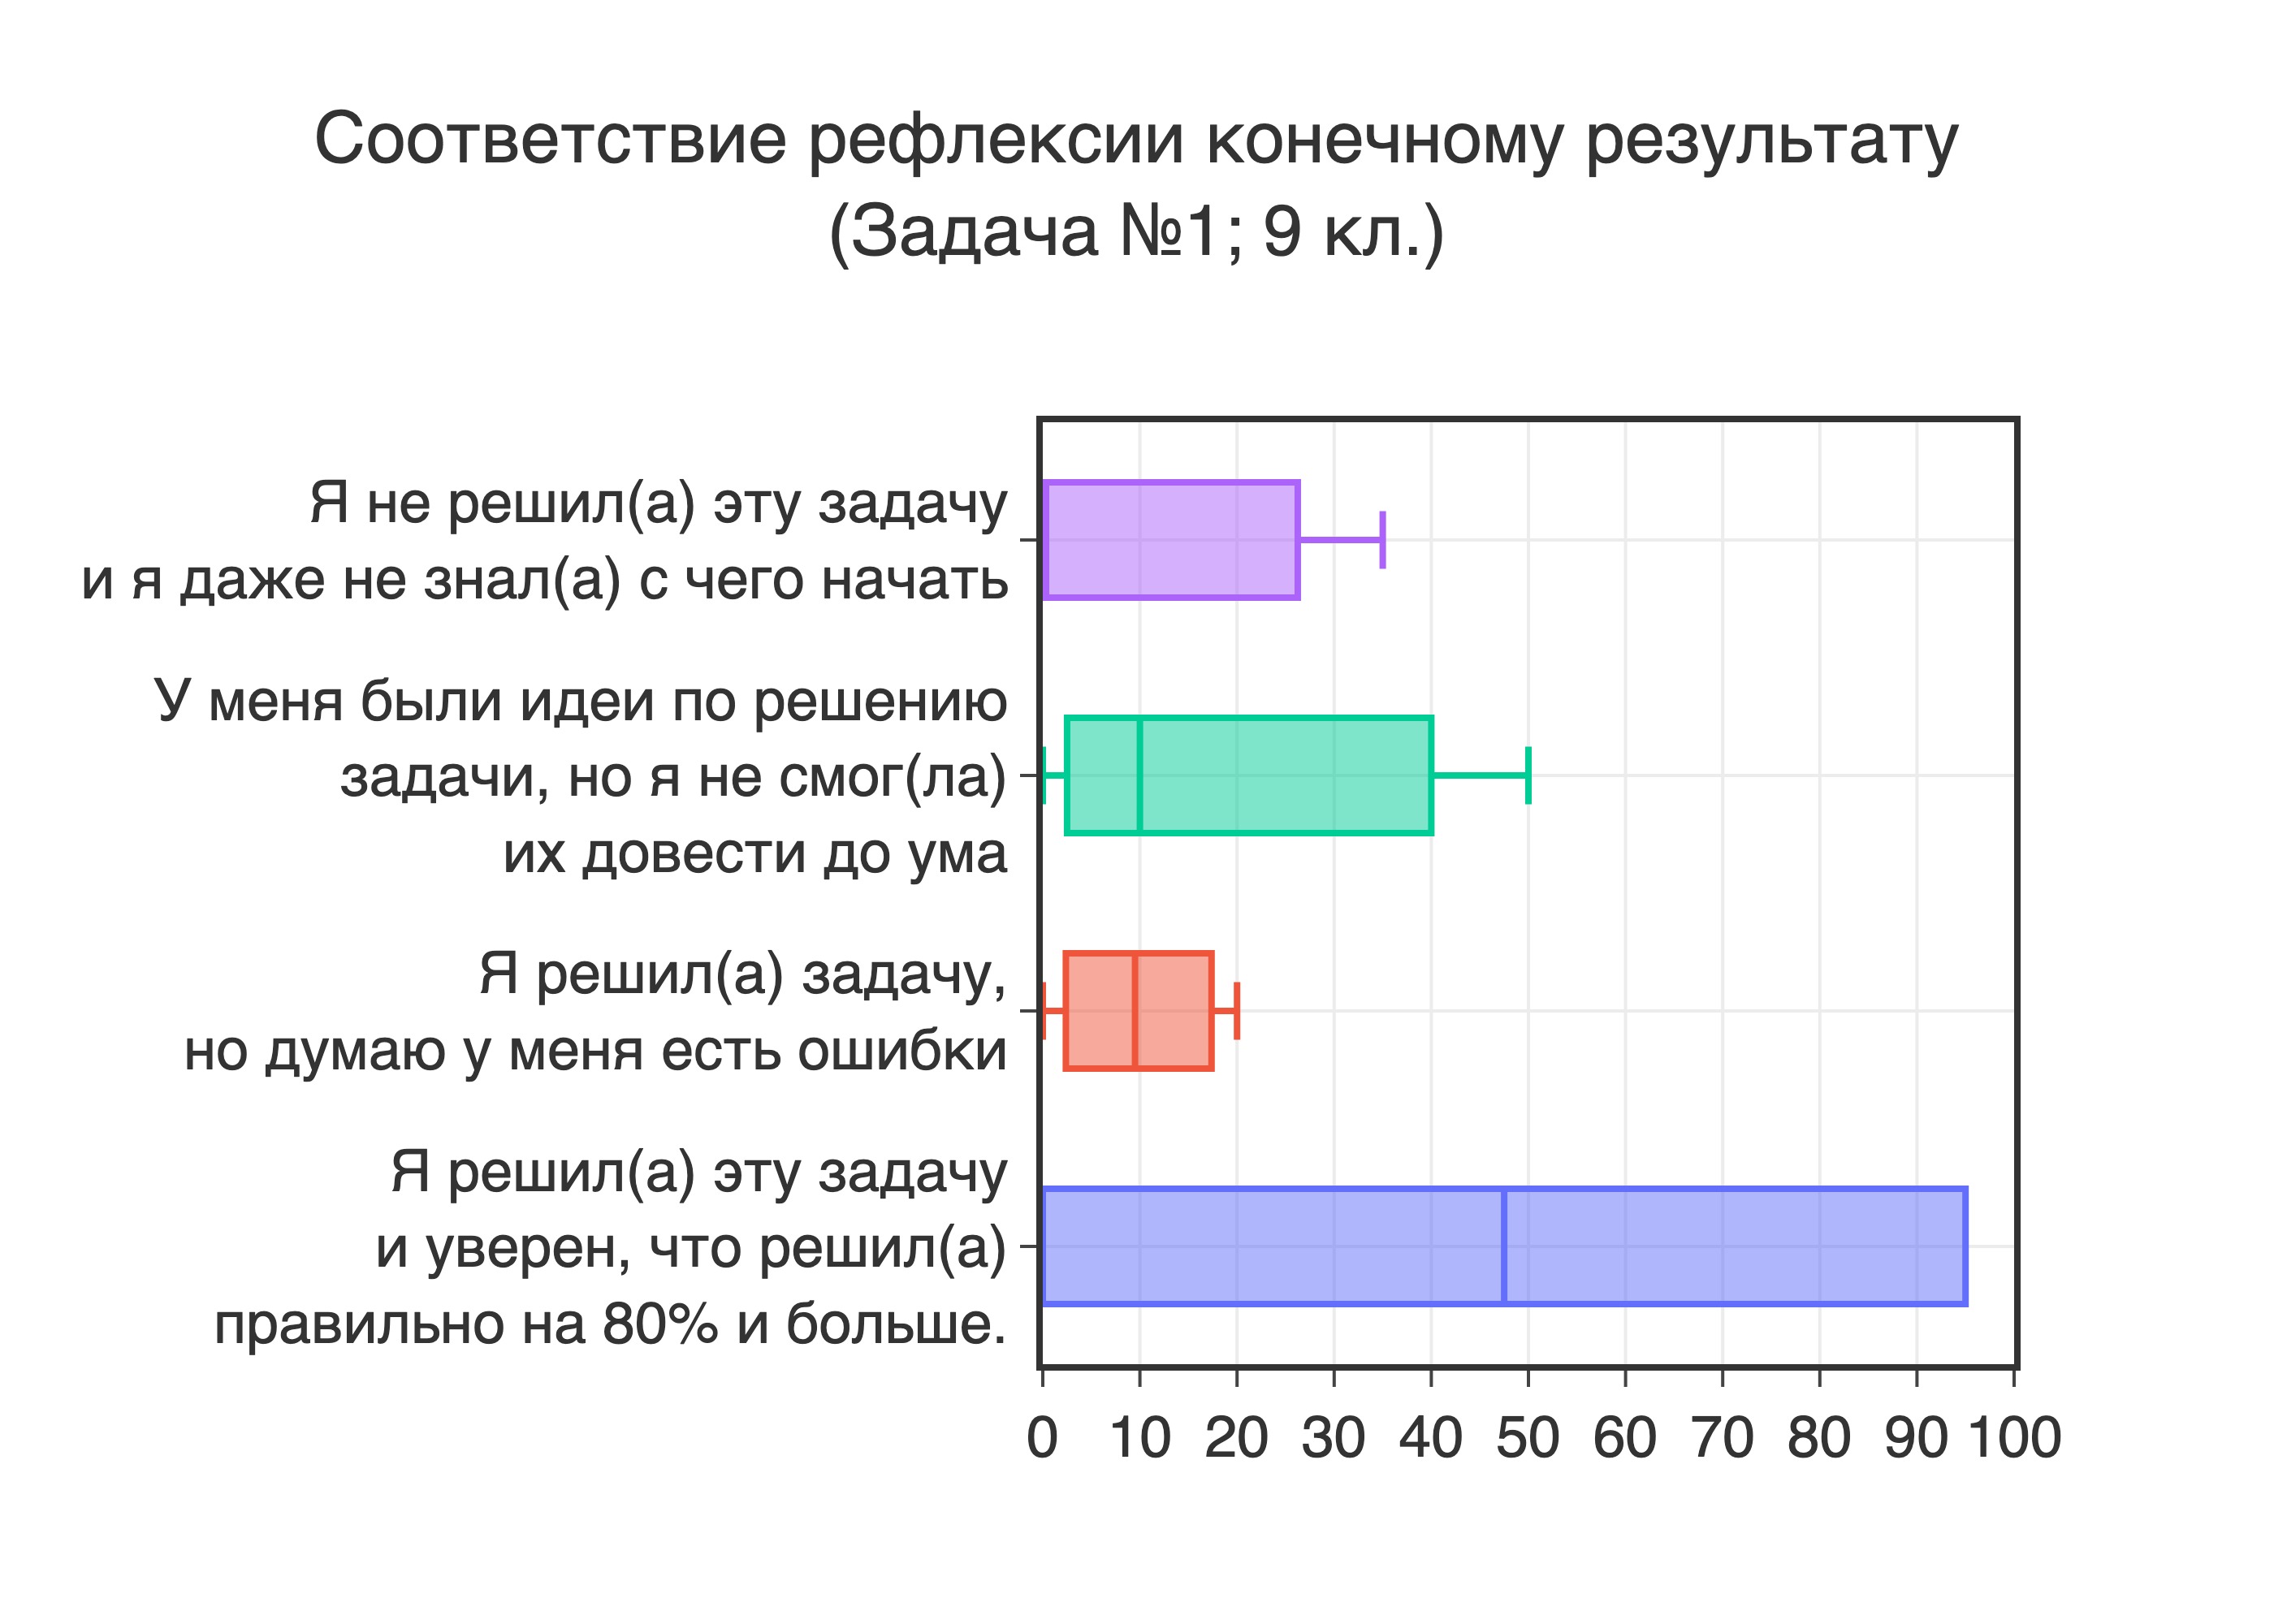 Соответствие рефлексии конечному результату
(Задача №1; 9 кл.)
Я не решил(а) эту задачу
и я даже не знал(а) с чего начать
У меня были идеи по решению
задачи, но я не смог(ла)
их довести до ума
Я решил(а) задачу,
но думаю у меня есть ошибки
Я решил(а) эту задачу
и уверен, что решил(а)
правильно на 80% и больше.
0 10 20 30 40 50 60 70 80 90 100